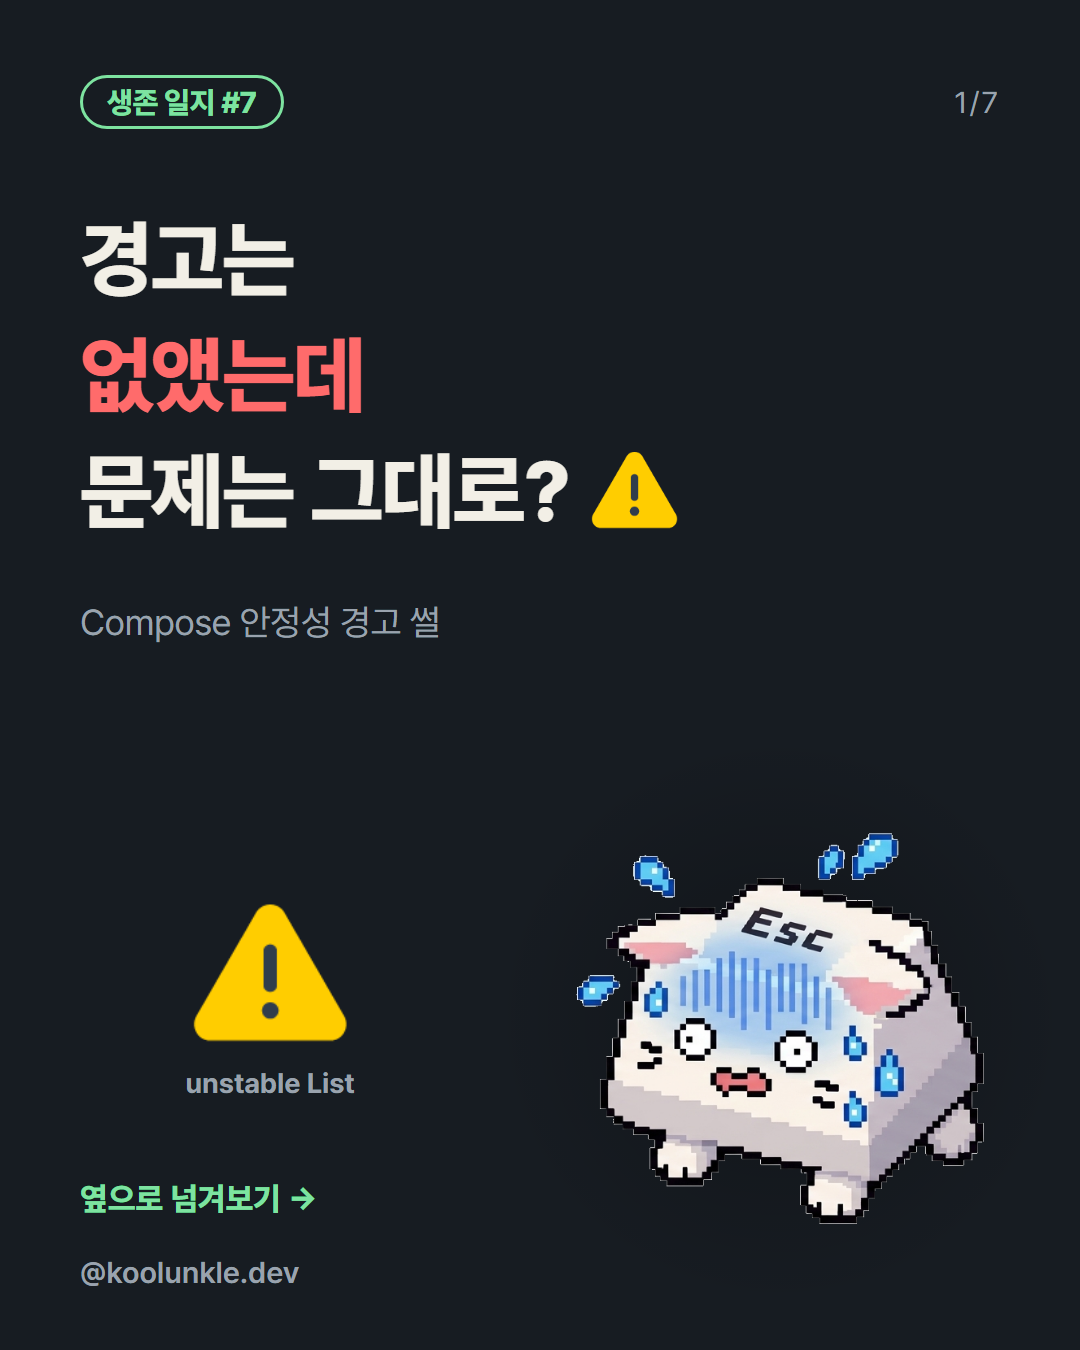 생존 일지 #7
1/7
경고는
없앴는데
문제는 그대로?
Compose 안정성 경고 썰
Esc
unstable List
옆으로 넘겨보기 →
@koolunkle.dev